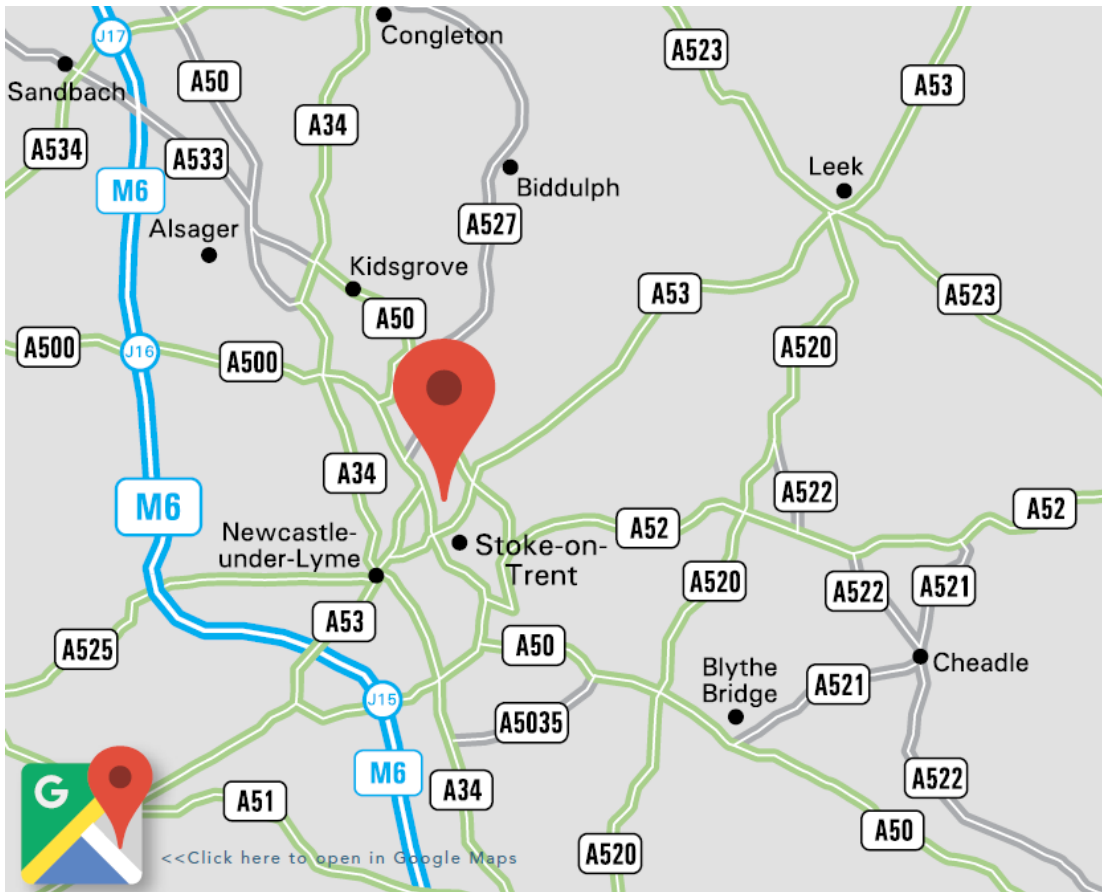 J17
Congleton
A523
A53
Sandbach
A50
A34
A534
A533
M6
Biddulph
Leek
Alsager
A527
Kidsgrove
A53
A523
A50
A500
J16
A500
A520
A34
A522
M6
A52
Newcastle-
under-Lyme
A52
Stoke-on-
Trent
A520
A522
A521
A53
A525
A50
Blythe
Bridge
Cheadle
A521
J15
A5035
M6
A34
A522
G
A51
A50
<<Click here to open in Google Maps
A520